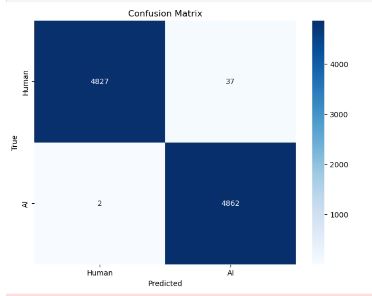 Confusion Matrix
Human
4827
37
True
AI
2
4862
Human
AI
Predicted
4000
3000
2000
1000